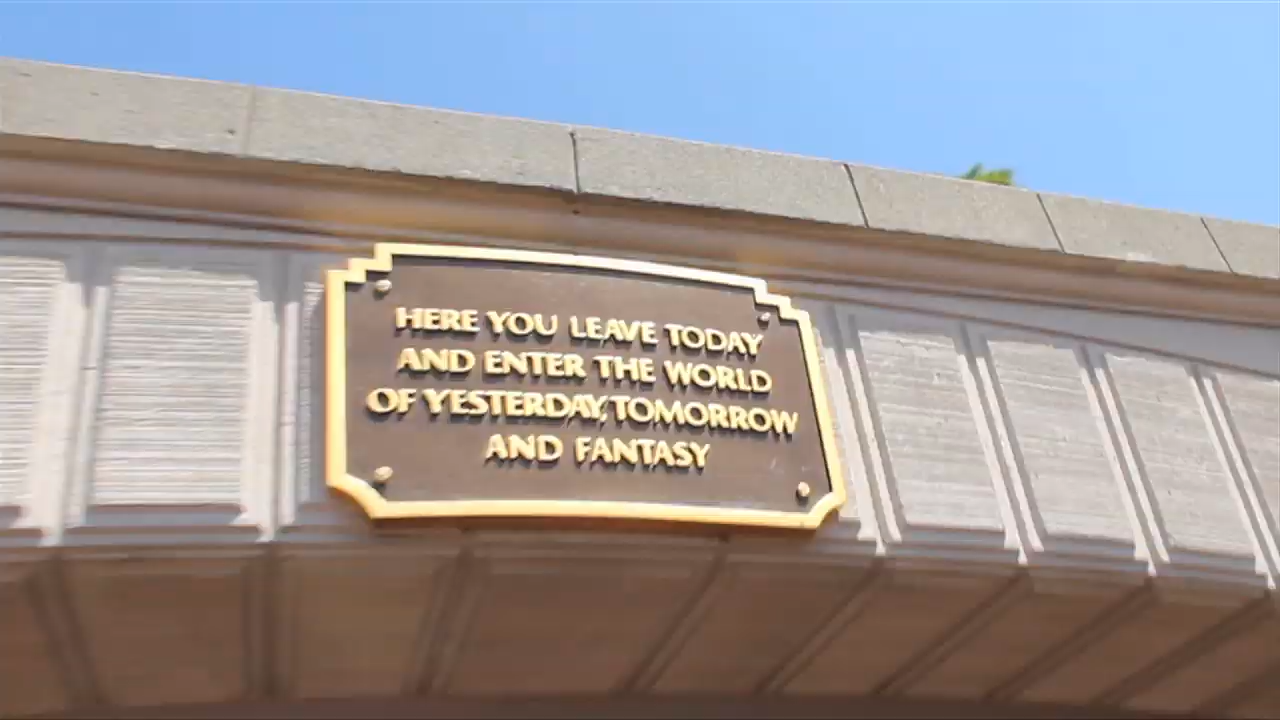 HERE YOU LEAVE TODAY
AND ENTER THE WORLD
OF YESTERDAY, TOMORROW
AND FANTASY